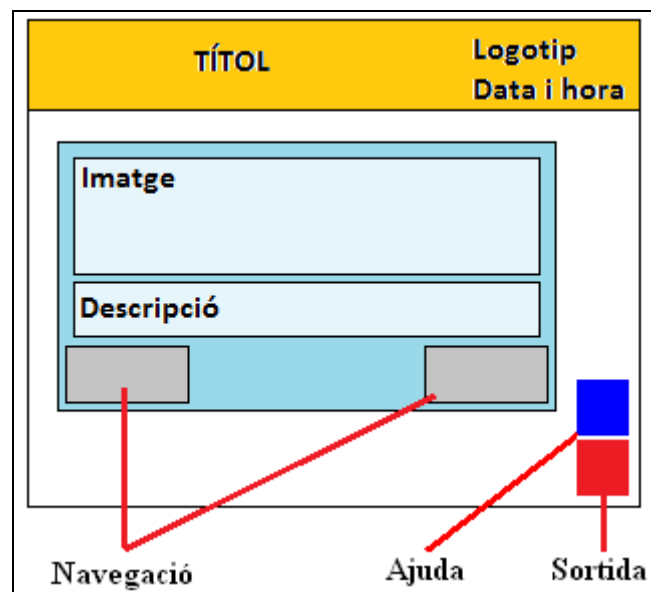 TÍTOL
Logotip
Data i hora
Imatge
Descripció
Navegació
Ajuda
Sortida